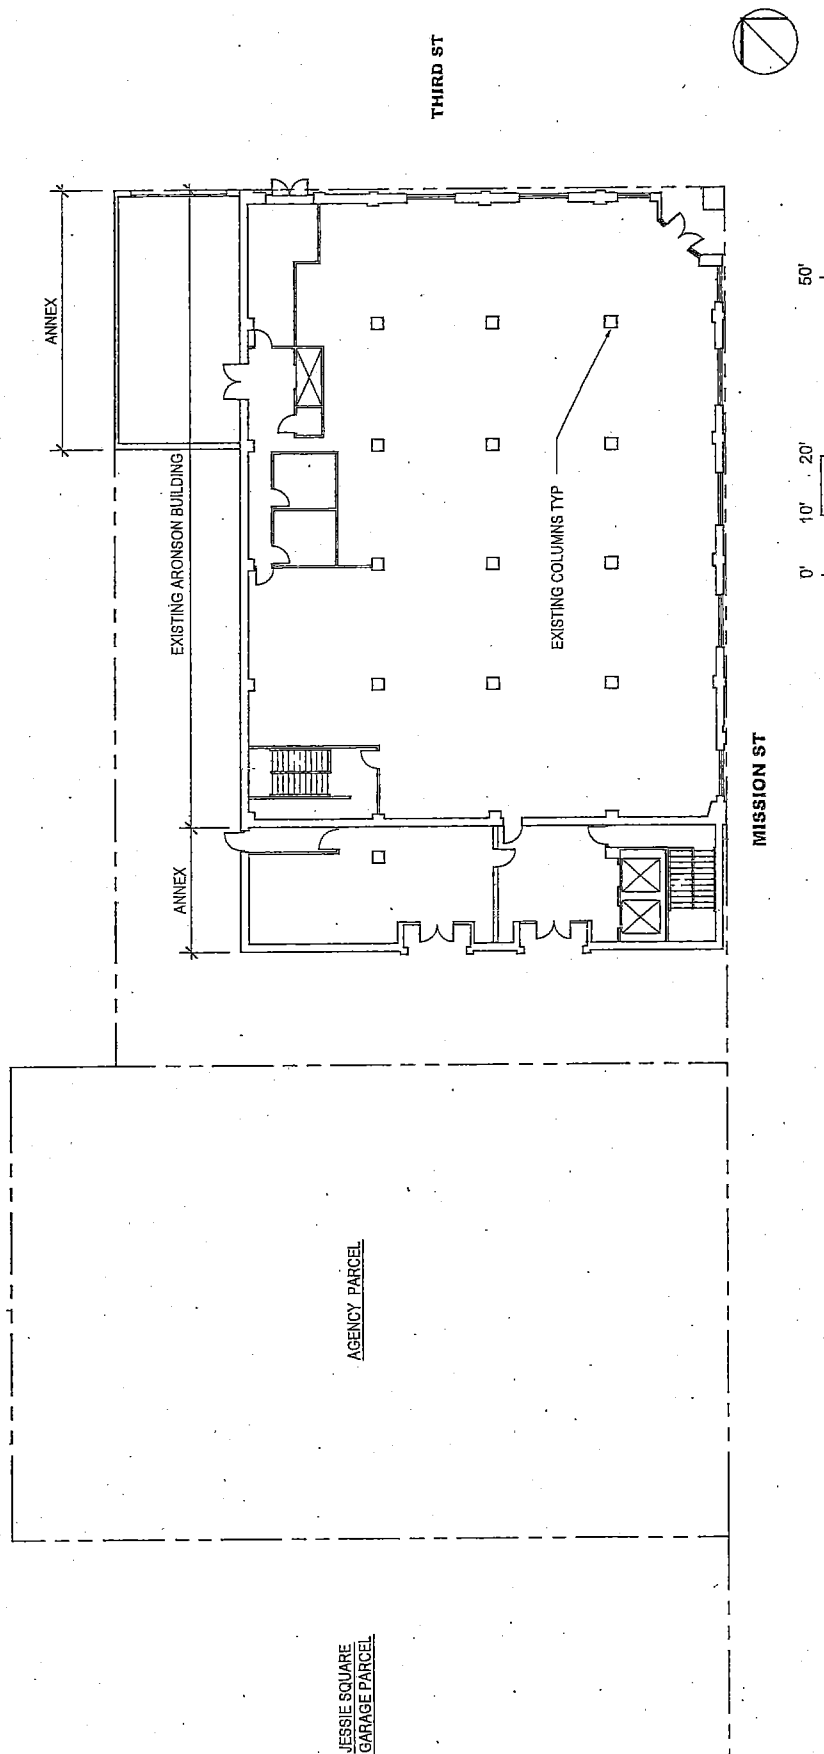 THIRD ST
ANNEX
EXISTING ARONSON BUILDING
EXISTING COLUMNS TYP
50'
20'
10'
0'
ANNEX
MISSION ST
AGENCY PARCEL
JESSIE SQUARE
GARAGE PARCEL